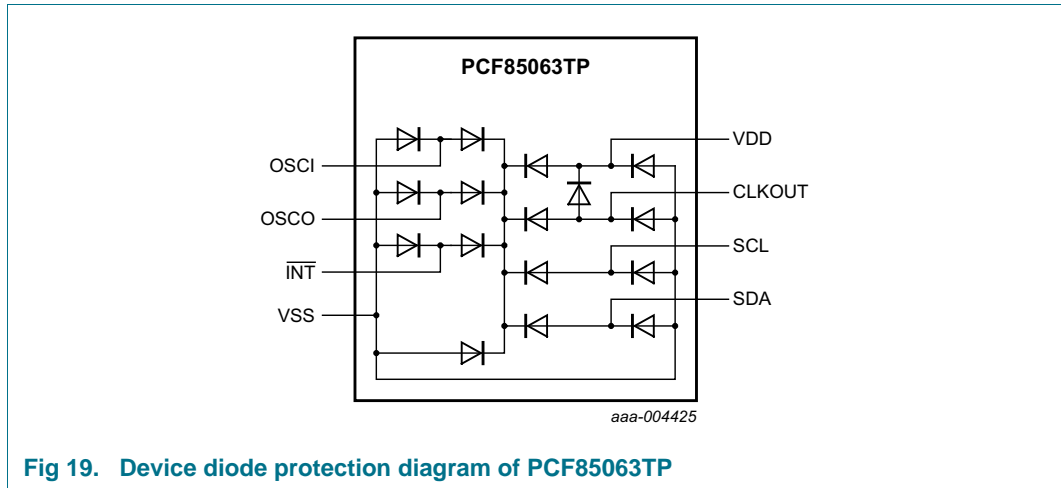 PCF85063TP
OSCI
OSCO
INT
VSS
VDD
CLKOUT
SCL
SDA
aaa-004425
Fig 19. Device diode protection diagram of PCF85063TP